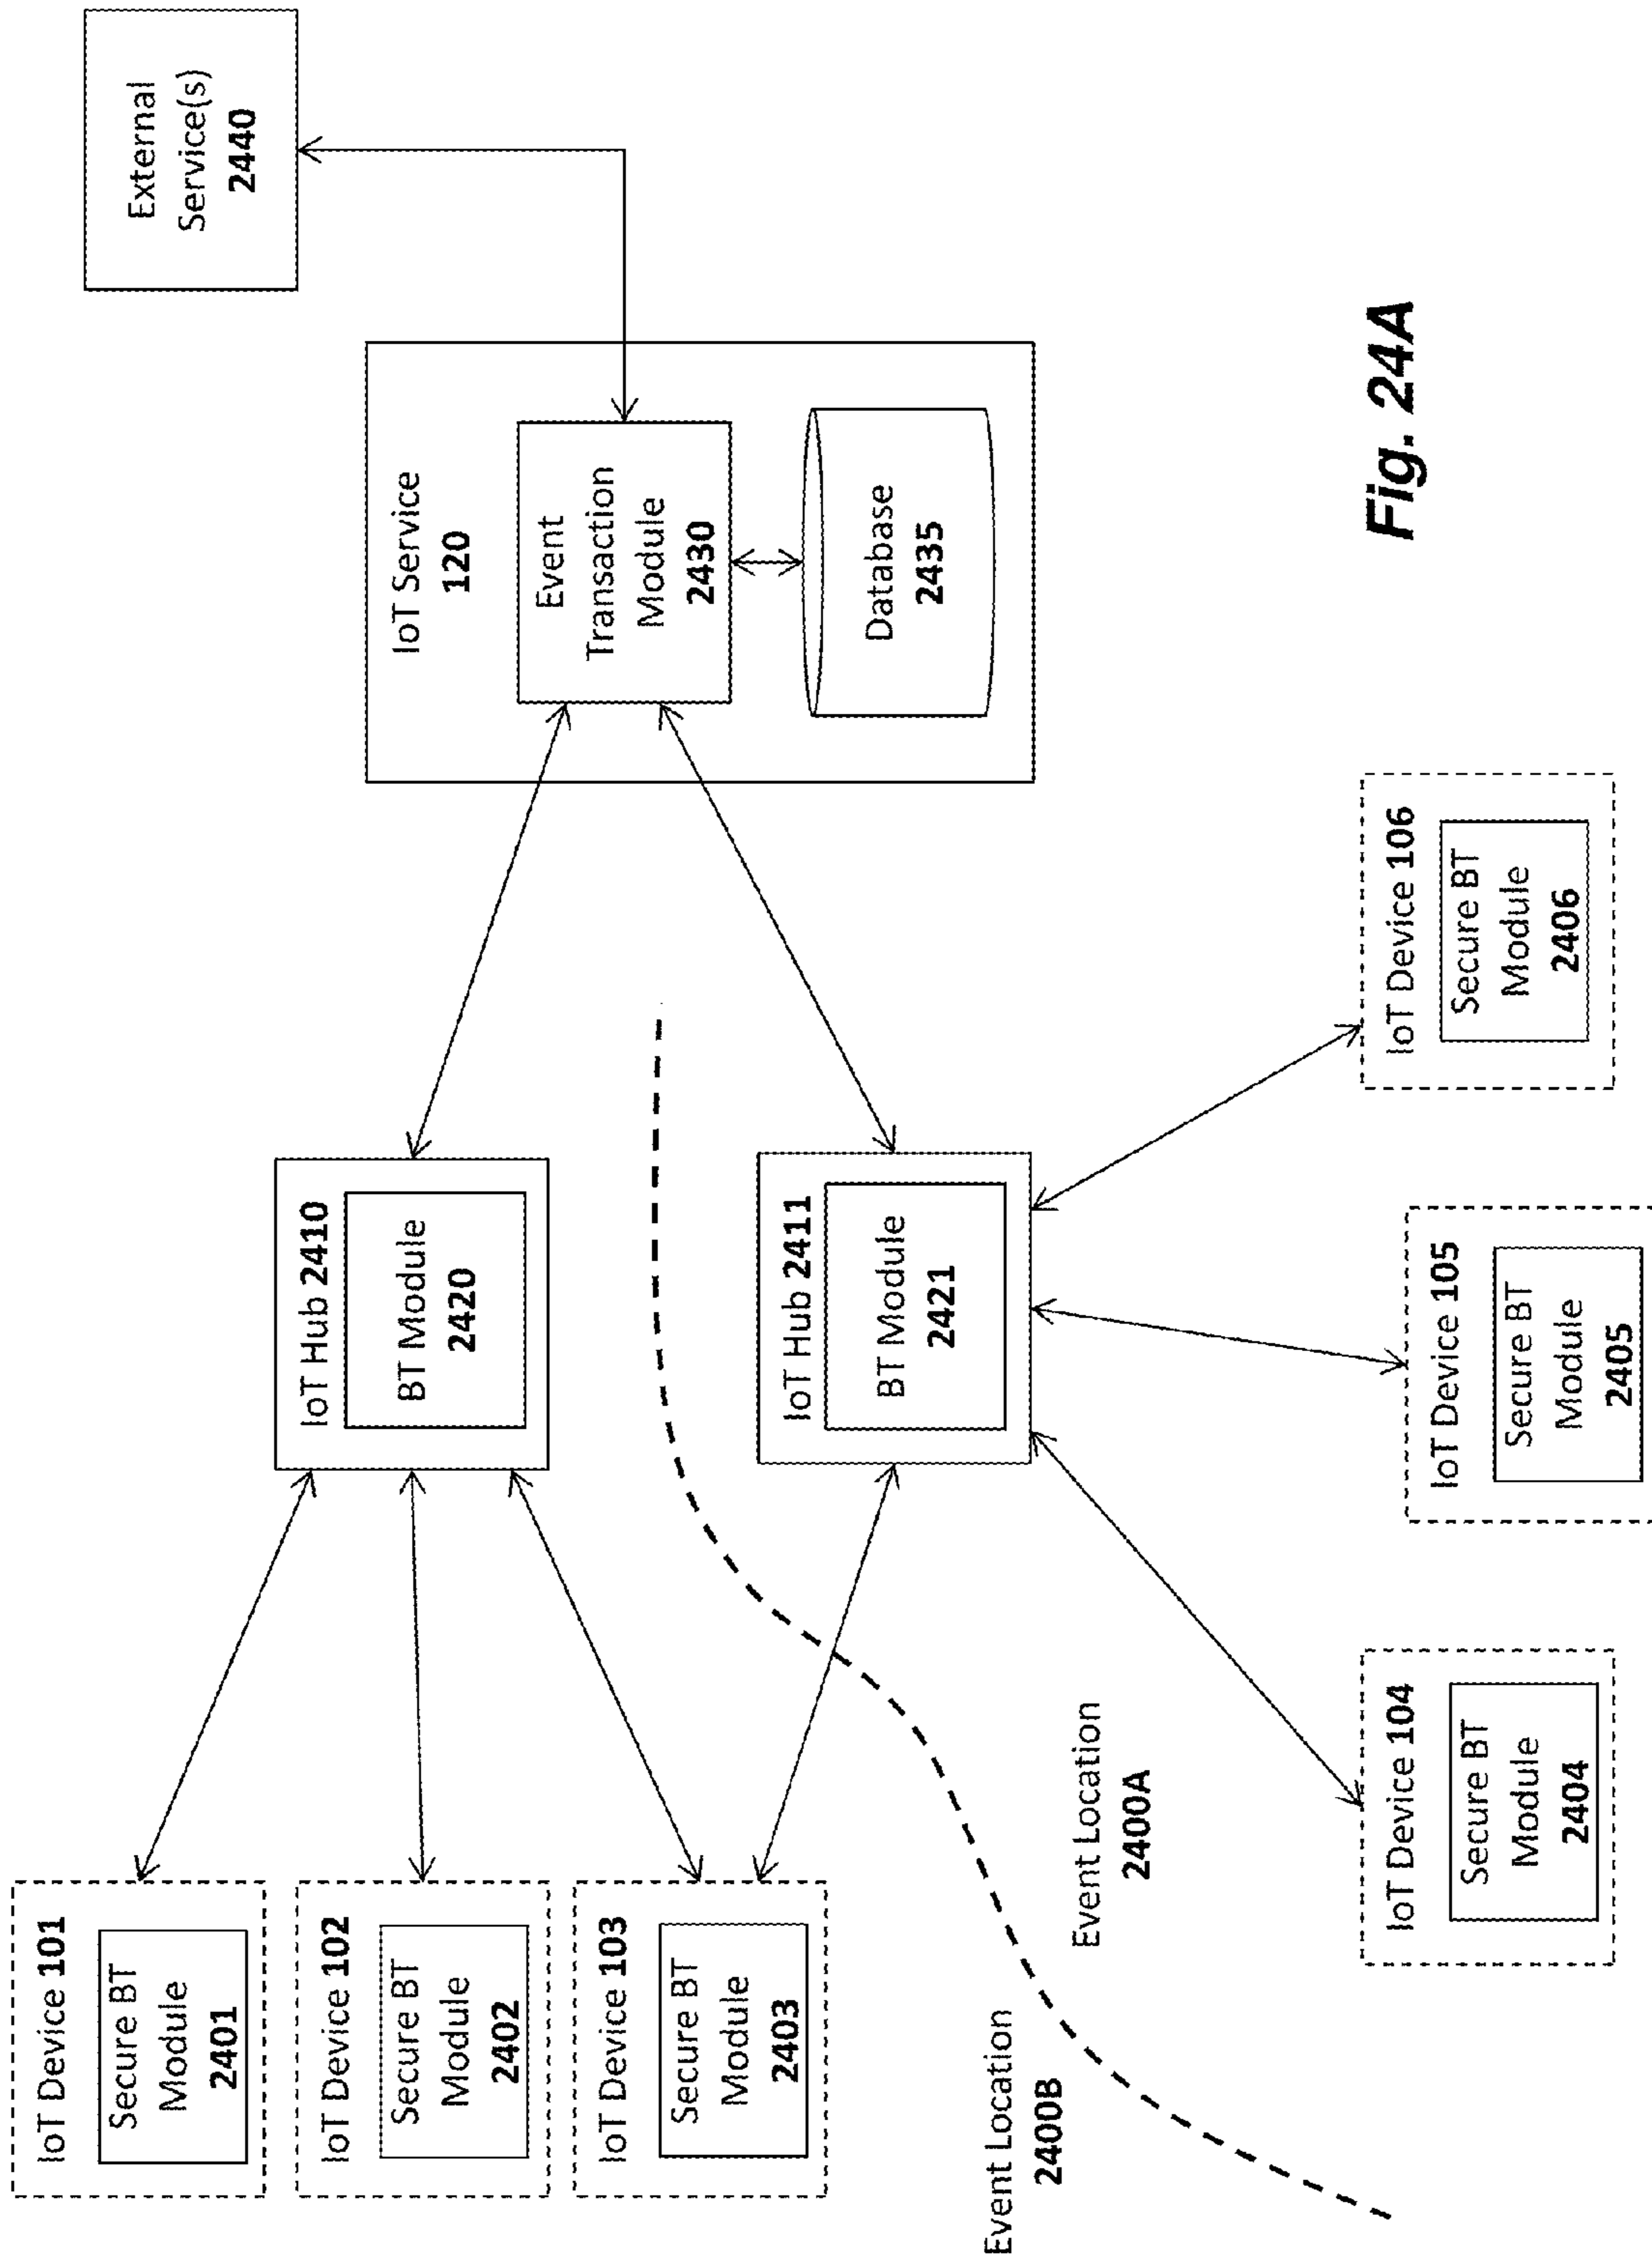 IoT Device 101
Secure BT
Module
2401
IoT Device 102
Secure BT
Module
2402
IoT Device 103
Secure BT
Module
2403
Event Location
2400B
Event Location
2400A
IoT Hub 2410
BT Module
2420
IoT Hub 2411
BT Module
2421
IoT Device 104
Secure BT
Module
2404
IoT Device 105
Secure BT
Module
2405
IoT Device 106
Secure BT
Module
2406
IoT Service
120
Event
Transaction
Module
2430
Database
2435
External
Service(s)
2440
Fig. 24A